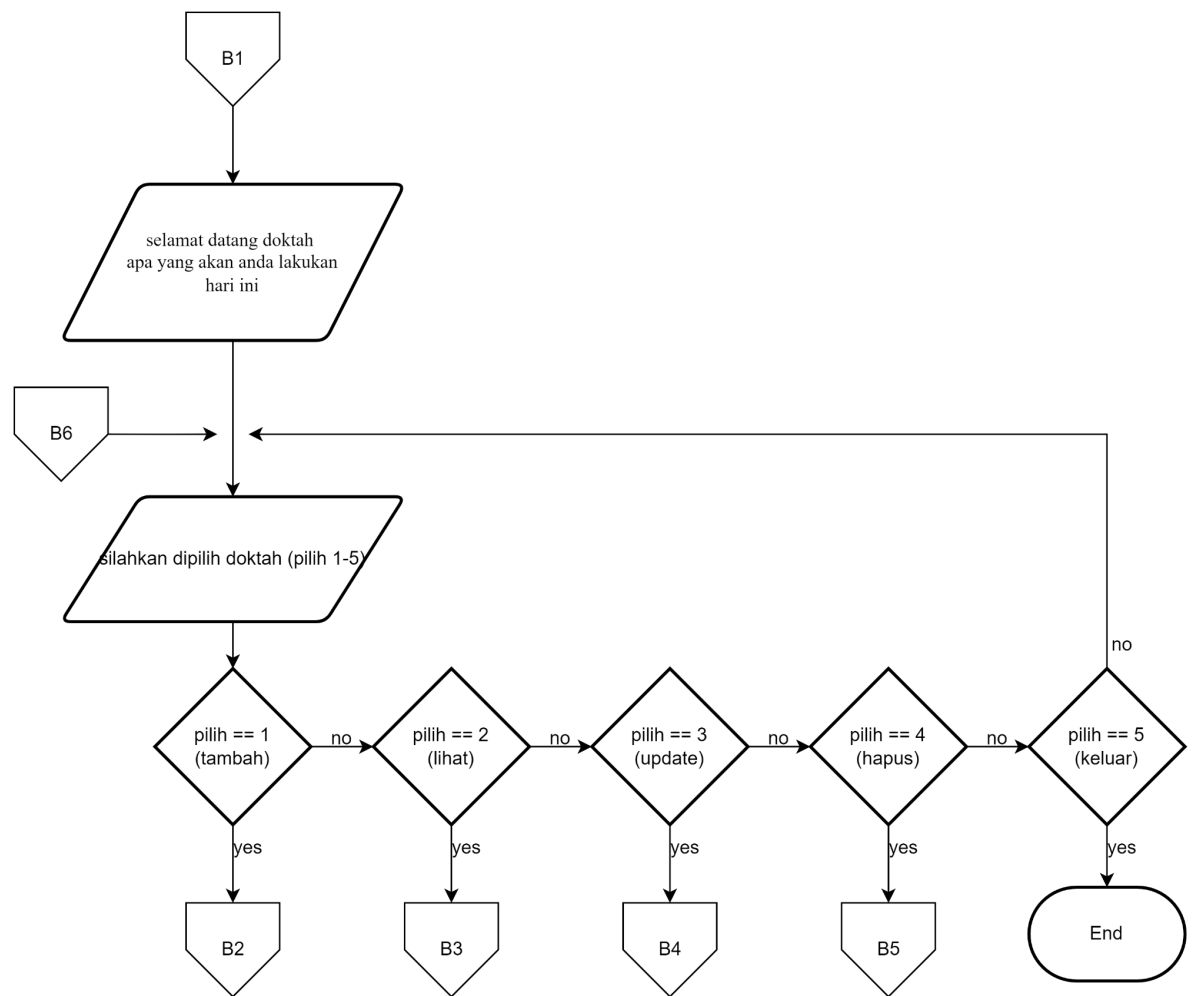 B1
selamat datang doktah
apa yang akan anda lakukan
hari ini
B6
silahkan dipilih doktah (pilih 1-5)
no
pilih == 1
(tambah)
no
pilih == 2
(lihat)
no
pilih == 3
(update)
no
pilih == 4
(hapus)
no
pilih == 5
(keluar)
yes
yes
yes
yes
yes
B2
B3
B4
B5
End